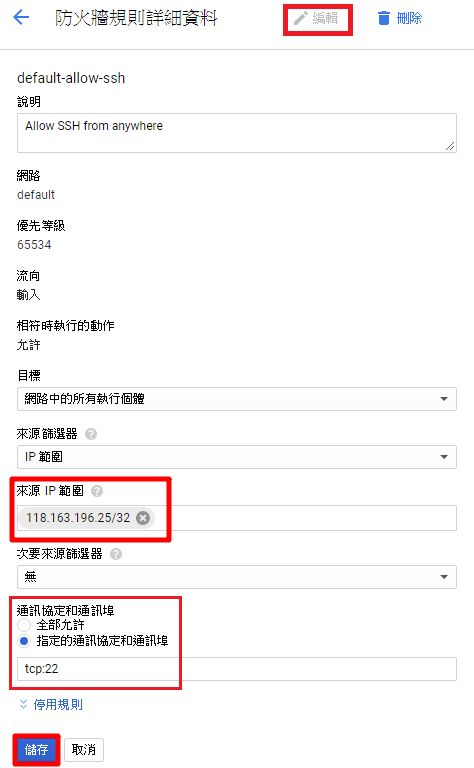 防火牆規則詳細資料 編輯 刪除
default-allow-ssh
說明
Allow SSH from anywhere
網路
default
優先等級
65534
流向
輸入
相符時執行的動作
允許
目標
網路中的所有執行個體
來源篩選器
IP 範圍
來源 IP 範圍
118.163.196.25/32
次要來源篩選器
無
通訊協定和通訊埠
全部允許
指定的通訊協定和通訊埠
tcp:22
停用規則
儲存 取消